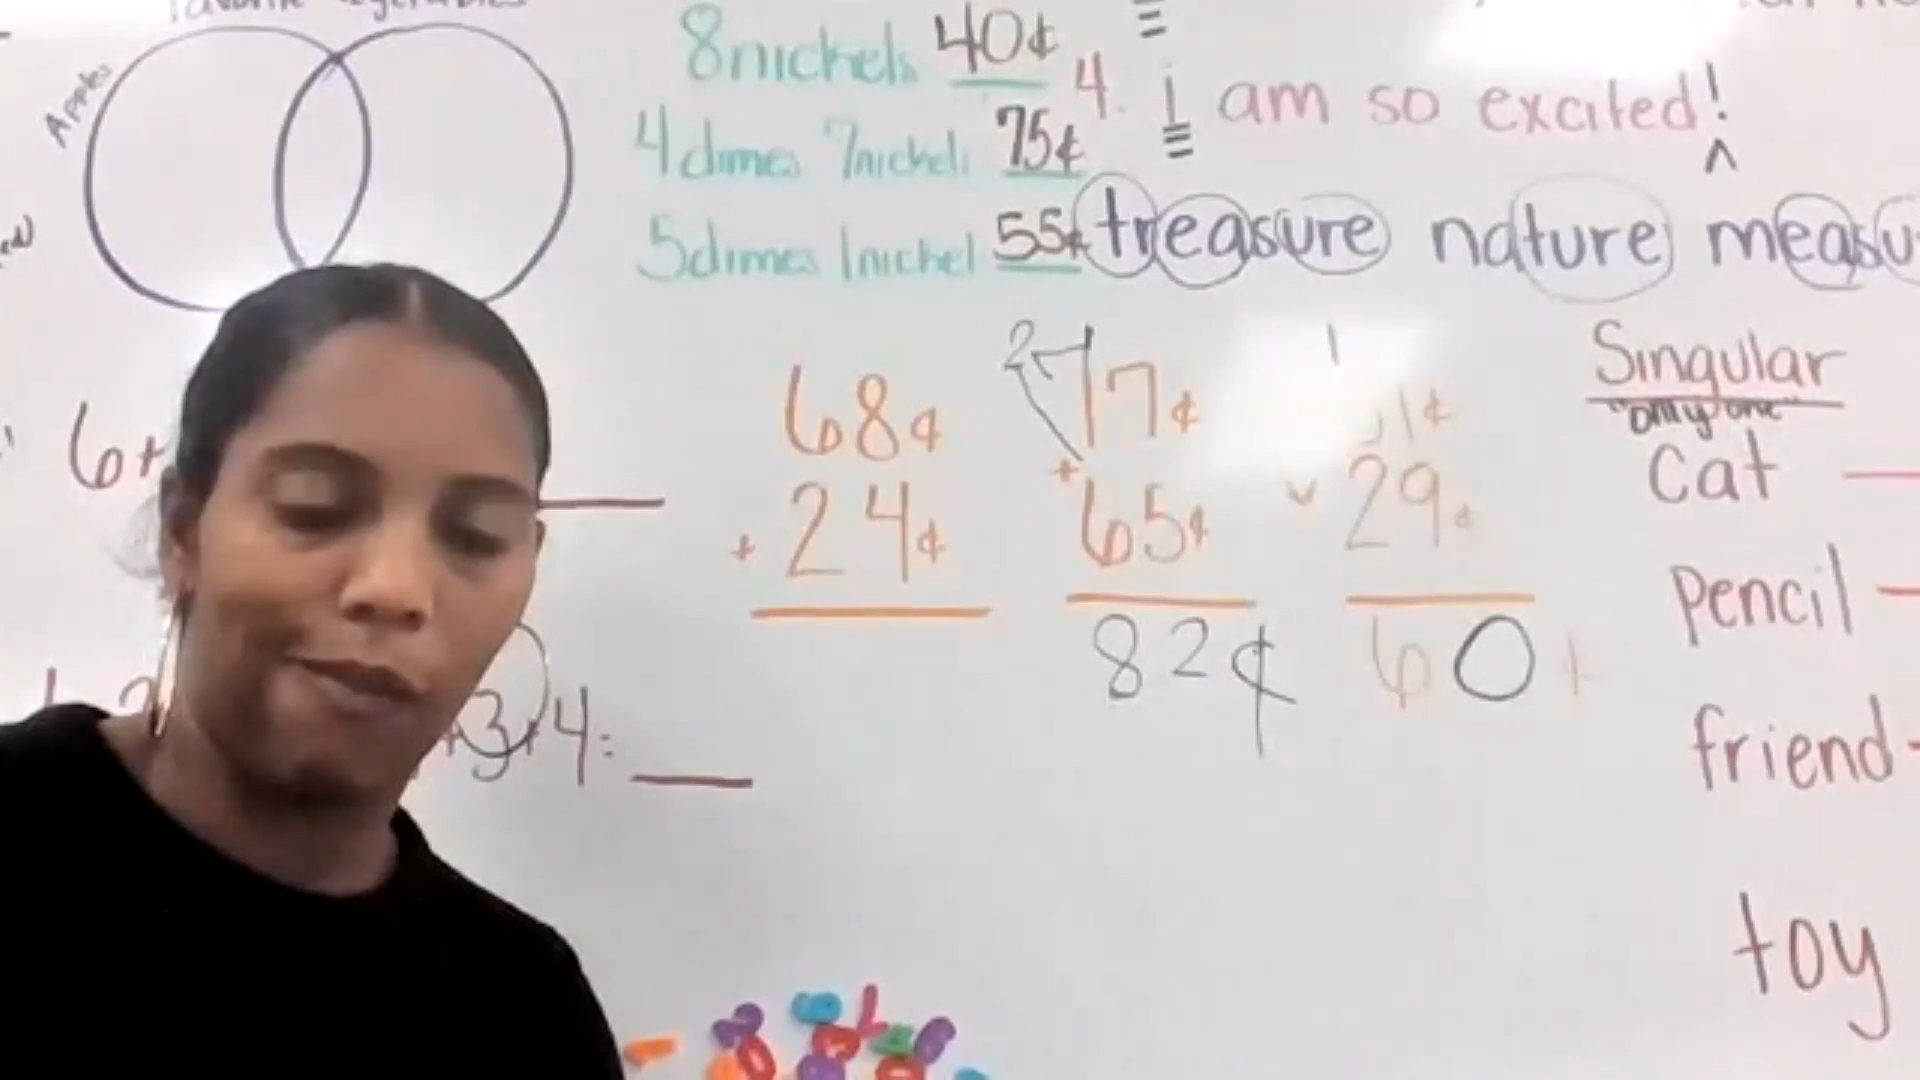 Apples
8 nickels 40¢
4 dimes 7 nickels 75¢
5 dimes 1 nickel 55¢
4. i am so excited!
^
treasure nature measu
68¢
+ 24¢
2 1
17¢
+ 65¢
82¢
1
31¢
29¢
60¢
Singular
"only one"
cat
pencil
friend
toy
6+
+3+4=